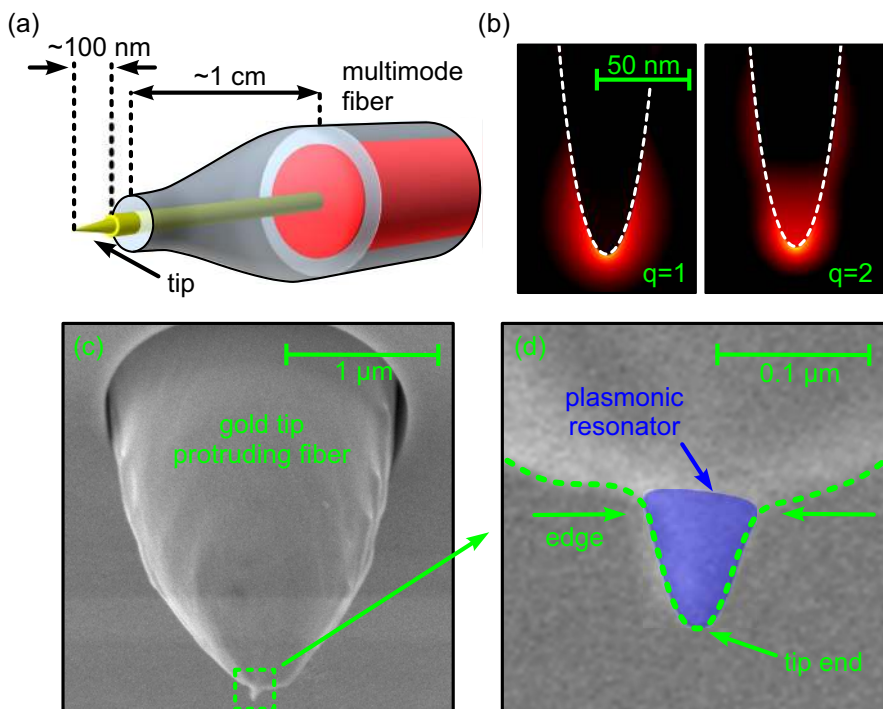 (a)
~100 nm
~1 cm
multimode
fiber
tip
(b)
50 nm
q=1
q=2
(c)
1 μm
gold tip
protruding fiber
(d)
0.1 μm
plasmonic
resonator
edge
tip end